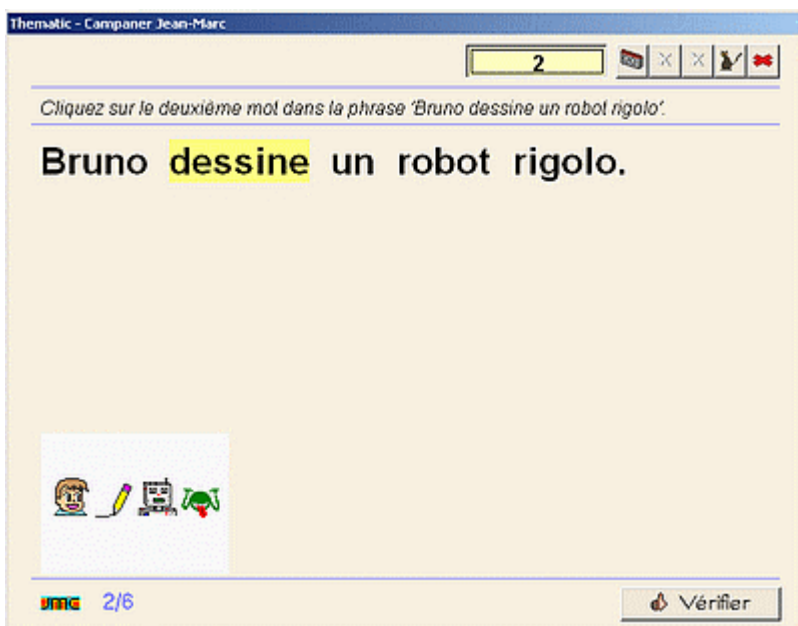 Thematic - Campaner Jean-Marc
2
Cliquez sur le deuxième mot dans la phrase 'Bruno dessine un robot rigolo'.
Bruno dessine un robot rigolo.
JMC 2/6 Vérifier